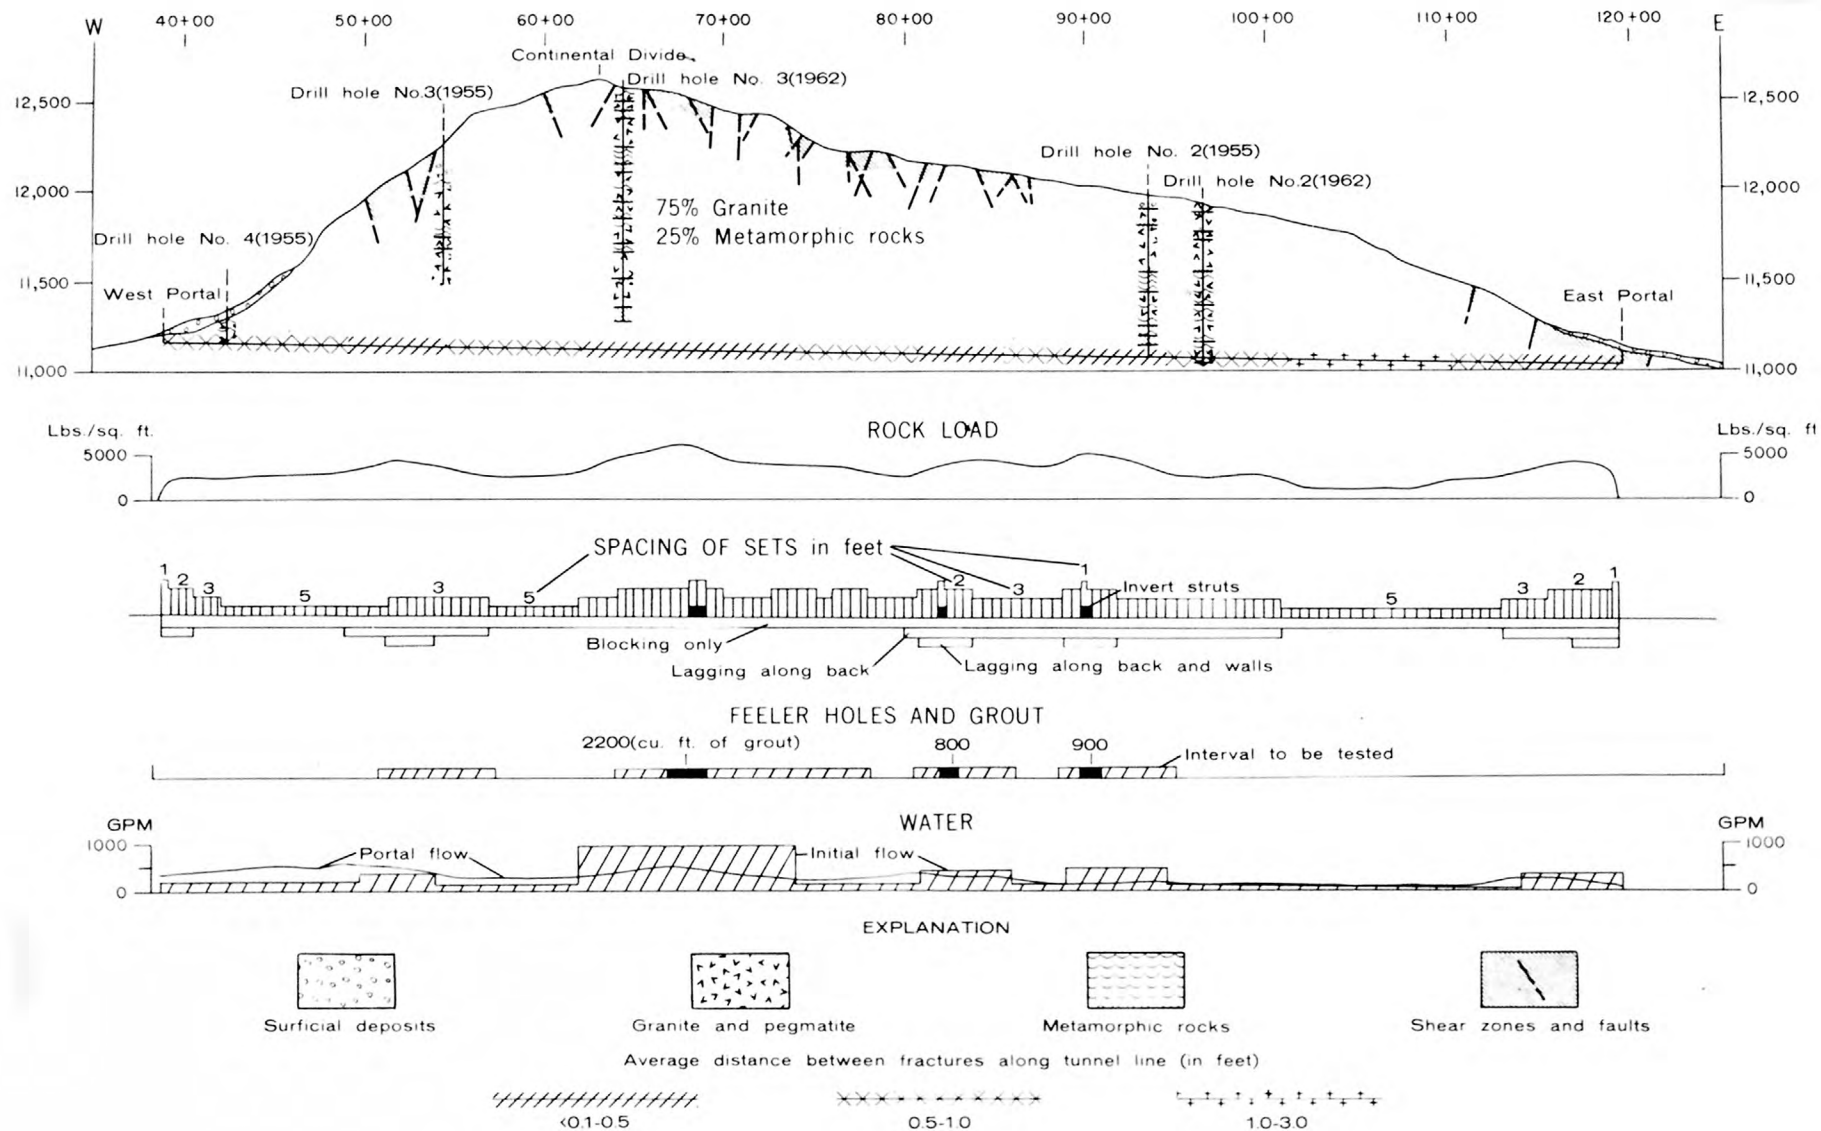 W 40+00 50+00 60+00 70+00 80+00 90+00 100+00 110+00 120+00 E
Continental Divide
Drill hole No. 3(1962)
Drill hole No.3(1955)
12,500 12,500
Drill hole No. 2(1955)
Drill hole No.2(1962)
12,000 12,000
75% Granite
25% Metamorphic rocks
Drill hole No. 4(1955)
11,500 11,500
West Portal East Portal
11,000 11,000
ROCK LOAD
Lbs./sq. ft. Lbs./sq. ft
5000 5000
0 0
SPACING OF SETS in feet
1 2 3 5 3 5 2 3 1 5 3 2 1
Invert struts
Blocking only
Lagging along back
Lagging along back and walls
FEELER HOLES AND GROUT
2200(cu. ft. of grout) 800 900
Interval to be tested
WATER
GPM GPM
1000 1000
Portal flow Initial flow
0 0
EXPLANATION
Surficial deposits Granite and pegmatite Metamorphic rocks Shear zones and faults
Average distance between fractures along tunnel line (in feet)
<0.1-0.5 0.5-1.0 1.0-3.0